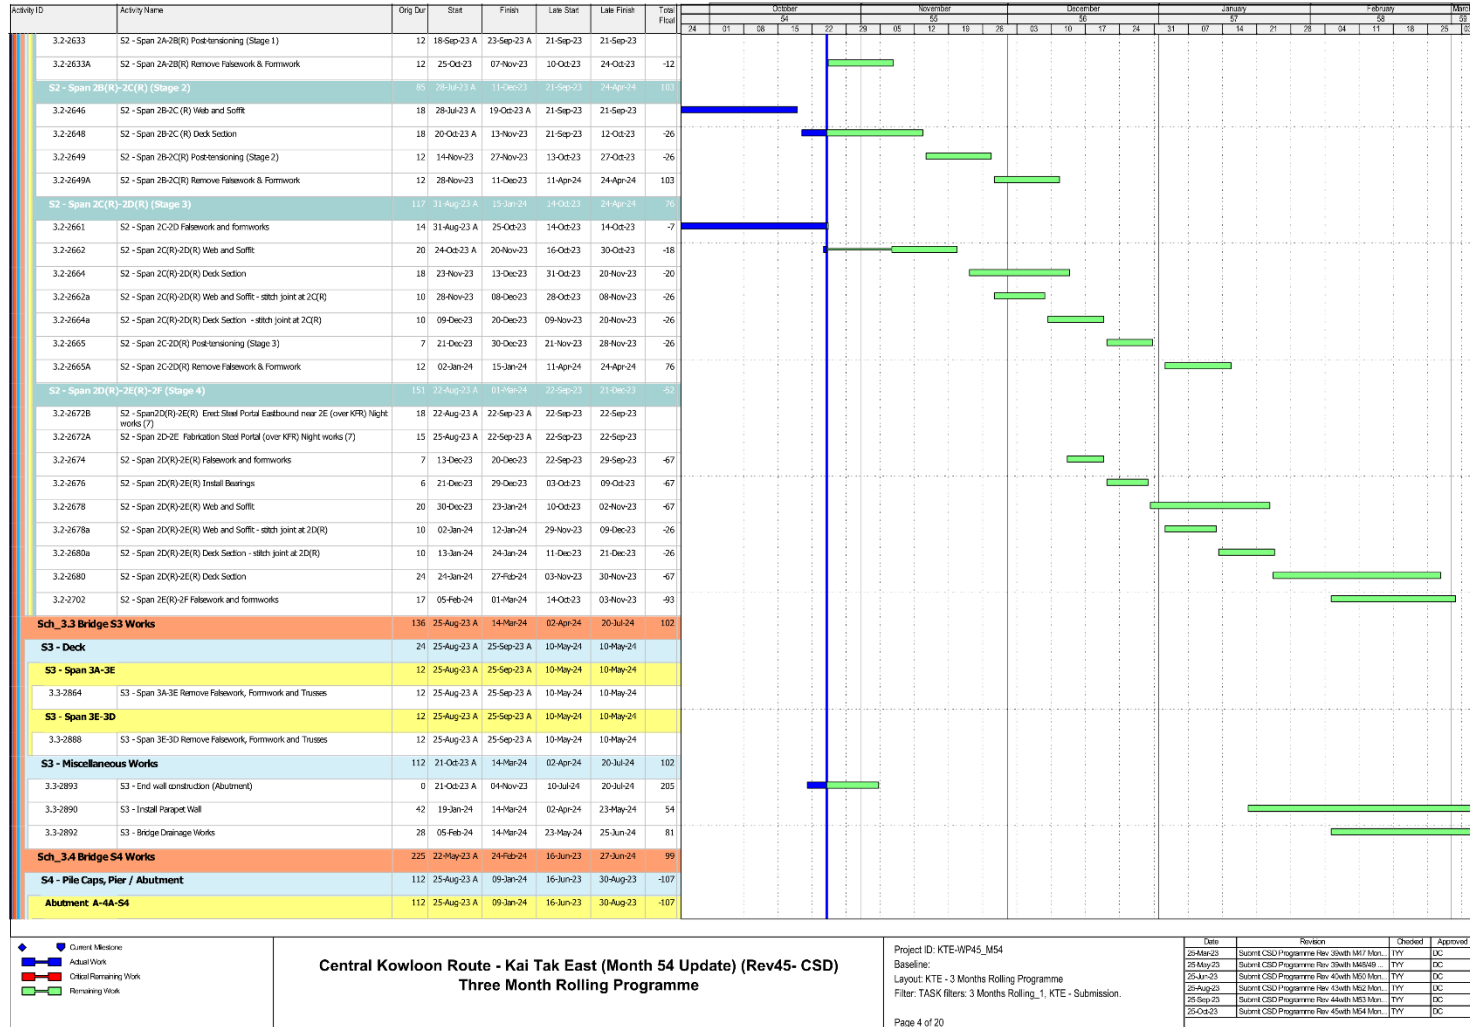 Activity ID Activity Name Orig Dur Start Finish Late Start Late Finish Total Float
October November December January February March
54 55 56 57 58 59
24 01 08 15 22 29 05 12 19 26 03 10 17 24 31 07 14 21 28 04 11 18 25 03
3.2-2633 S2 - Span 2A-2B(R) Post-tensioning (Stage 1) 12 18-Sep-23 A 23-Sep-23 A 21-Sep-23 21-Sep-23
3.2-2633A S2 - Span 2A-2B(R) Remove Falsework & Formwork 12 25-Oct-23 07-Nov-23 10-Oct-23 24-Oct-23 -12
S2 - Span 2B(R)-2C(R) (Stage 2) 85 28-Jul-23 A 11-Dec-23 21-Sep-23 24-Apr-24 103
3.2-2646 S2 - Span 2B-2C (R) Web and Soffit 18 28-Jul-23 A 19-Oct-23 A 21-Sep-23 21-Sep-23
3.2-2648 S2 - Span 2B-2C (R) Deck Section 18 20-Oct-23 A 13-Nov-23 21-Sep-23 12-Oct-23 -26
3.2-2649 S2 - Span 2B-2C(R) Post-tensioning (Stage 2) 12 14-Nov-23 27-Nov-23 13-Oct-23 27-Oct-23 -26
3.2-2649A S2 - Span 2B-2C(R) Remove Falsework & Formwork 12 28-Nov-23 11-Dec-23 11-Apr-24 24-Apr-24 103
S2 - Span 2C(R)-2D(R) (Stage 3) 117 31-Aug-23 A 15-Jan-24 14-Oct-23 24-Apr-24 76
3.2-2661 S2 - Span 2C-2D Falsework and formworks 14 31-Aug-23 A 25-Oct-23 14-Oct-23 14-Oct-23 -7
3.2-2662 S2 - Span 2C(R)-2D(R) Web and Soffit 20 24-Oct-23 A 20-Nov-23 16-Oct-23 30-Oct-23 -18
3.2-2664 S2 - Span 2C(R)-2D(R) Deck Section 18 23-Nov-23 13-Dec-23 31-Oct-23 20-Nov-23 -20
3.2-2662a S2 - Span 2C(R)-2D(R) Web and Soffit - stitch joint at 2C(R) 10 28-Nov-23 08-Dec-23 28-Oct-23 08-Nov-23 -26
3.2-2664a S2 - Span 2C(R)-2D(R) Deck Section - stitch joint at 2C(R) 10 09-Dec-23 20-Dec-23 09-Nov-23 20-Nov-23 -26
3.2-2665 S2 - Span 2C-2D(R) Post-tensioning (Stage 3) 7 21-Dec-23 30-Dec-23 21-Nov-23 28-Nov-23 -26
3.2-2665A S2 - Span 2C-2D(R) Remove Falsework & Formwork 12 02-Jan-24 15-Jan-24 11-Apr-24 24-Apr-24 76
S2 - Span 2D(R)-2E(R)-2F (Stage 4) 151 22-Aug-23 A 01-Mar-24 22-Sep-23 21-Dec-23 -52
3.2-2672B S2 - Span2D(R)-2E(R) Erect Steel Portal Eastbound near 2E (over KFR) Night 18 22-Aug-23 A 22-Sep-23 A 22-Sep-23 22-Sep-23
works (7)
3.2-2672A S2 - Span 2D-2E Fabrication Steel Portal (over KFR) Night works (7) 15 25-Aug-23 A 22-Sep-23 A 22-Sep-23 22-Sep-23
3.2-2674 S2 - Span 2D(R)-2E(R) Falsework and formworks 7 13-Dec-23 20-Dec-23 22-Sep-23 29-Sep-23 -67
3.2-2676 S2 - Span 2D(R)-2E(R) Install Bearings 6 21-Dec-23 29-Dec-23 03-Oct-23 09-Oct-23 -67
3.2-2678 S2 - Span 2D(R)-2E(R) Web and Soffit 20 30-Dec-23 23-Jan-24 10-Oct-23 02-Nov-23 -67
3.2-2678a S2 - Span 2D(R)-2E(R) Web and Soffit - stitch joint at 2D(R) 10 02-Jan-24 12-Jan-24 29-Nov-23 09-Dec-23 -26
3.2-2680a S2 - Span 2D(R)-2E(R) Deck Section - stitch joint at 2D(R) 10 13-Jan-24 24-Jan-24 11-Dec-23 21-Dec-23 -26
3.2-2680 S2 - Span 2D(R)-2E(R) Deck Section 24 24-Jan-24 27-Feb-24 03-Nov-23 30-Nov-23 -67
3.2-2702 S2 - Span 2E(R)-2F Falsework and formworks 17 05-Feb-24 01-Mar-24 14-Oct-23 03-Nov-23 -93
Sch_3.3 Bridge S3 Works 136 25-Aug-23 A 14-Mar-24 02-Apr-24 20-Jul-24 102
S3 - Deck 24 25-Aug-23 A 25-Sep-23 A 10-May-24 10-May-24
S3 - Span 3A-3E 12 25-Aug-23 A 25-Sep-23 A 10-May-24 10-May-24
3.3-2864 S3 - Span 3A-3E Remove Falsework, Formwork and Trusses 12 25-Aug-23 A 25-Sep-23 A 10-May-24 10-May-24
S3 - Span 3E-3D 12 25-Aug-23 A 25-Sep-23 A 10-May-24 10-May-24
3.3-2888 S3 - Span 3E-3D Remove Falsework, Formwork and Trusses 12 25-Aug-23 A 25-Sep-23 A 10-May-24 10-May-24
S3 - Miscellaneous Works 112 21-Oct-23 A 14-Mar-24 02-Apr-24 20-Jul-24 102
3.3-2893 S3 - End wall construction (Abutment) 0 21-Oct-23 A 04-Nov-23 10-Jul-24 20-Jul-24 205
3.3-2890 S3 - Install Parapet Wall 42 19-Jan-24 14-Mar-24 02-Apr-24 23-May-24 54
3.3-2892 S3 - Bridge Drainage Works 28 05-Feb-24 14-Mar-24 23-May-24 25-Jun-24 81
Sch_3.4 Bridge S4 Works 225 22-May-23 A 24-Feb-24 16-Jun-23 27-Jun-24 99
S4 - Pile Caps, Pier / Abutment 112 25-Aug-23 A 09-Jan-24 16-Jun-23 30-Aug-23 -107
Abutment A-4A-S4 112 25-Aug-23 A 09-Jan-24 16-Jun-23 30-Aug-23 -107
Current Milestone
Actual Work
Critical Remaining Work
Remaining Work
Central Kowloon Route - Kai Tak East (Month 54 Update) (Rev45- CSD)
Three Month Rolling Programme
Project ID: KTE-WP45_M54
Baseline:
Layout: KTE - 3 Months Rolling Programme
Filter: TASK filters: 3 Months Rolling_1, KTE - Submission.
Page 4 of 20
Date Revision Checked Approved
25-Mar-23 Submit CSD Programme Rev 39with M47 Mon... TYY DC
25-May-23 Submit CSD Programme Rev 39with M48/49 ... TYY DC
25-Jun-23 Submit CSD Programme Rev 40with M50 Mon... TYY DC
25-Aug-23 Submit CSD Programme Rev 43with M52 Mon... TYY DC
25-Sep-23 Submit CSD Programme Rev 44with M53 Mon... TYY DC
25-Oct-23 Submit CSD Programme Rev 45with M54 Mon... TYY DC